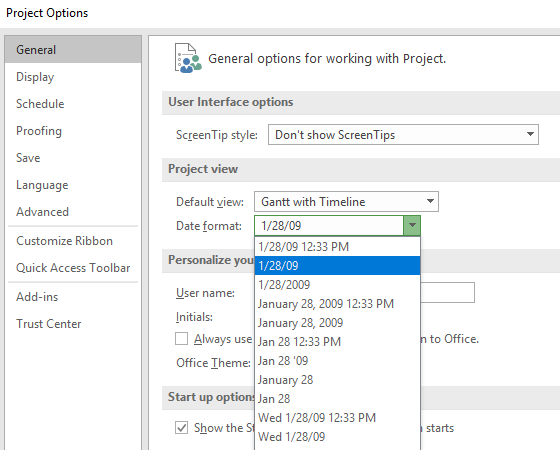 Project Options
General
Display
Schedule
Proofing
Save
Language
Advanced
Customize Ribbon
Quick Access Toolbar
Add-ins
Trust Center
General options for working with Project.
User Interface options
ScreenTip style: Don't show ScreenTips
Project view
Default view: Gantt with Timeline
Date format: 1/28/09
1/28/09 12:33 PM
1/28/09
1/28/2009
January 28, 2009 12:33 PM
January 28, 2009
Jan 28 12:33 PM
Jan 28 '09
January 28
Jan 28
Wed 1/28/09 12:33 PM
Wed 1/28/09
Personalize you
User name:
Initials:
Always use n to Office.
Office Theme:
Start up options
Show the St n starts